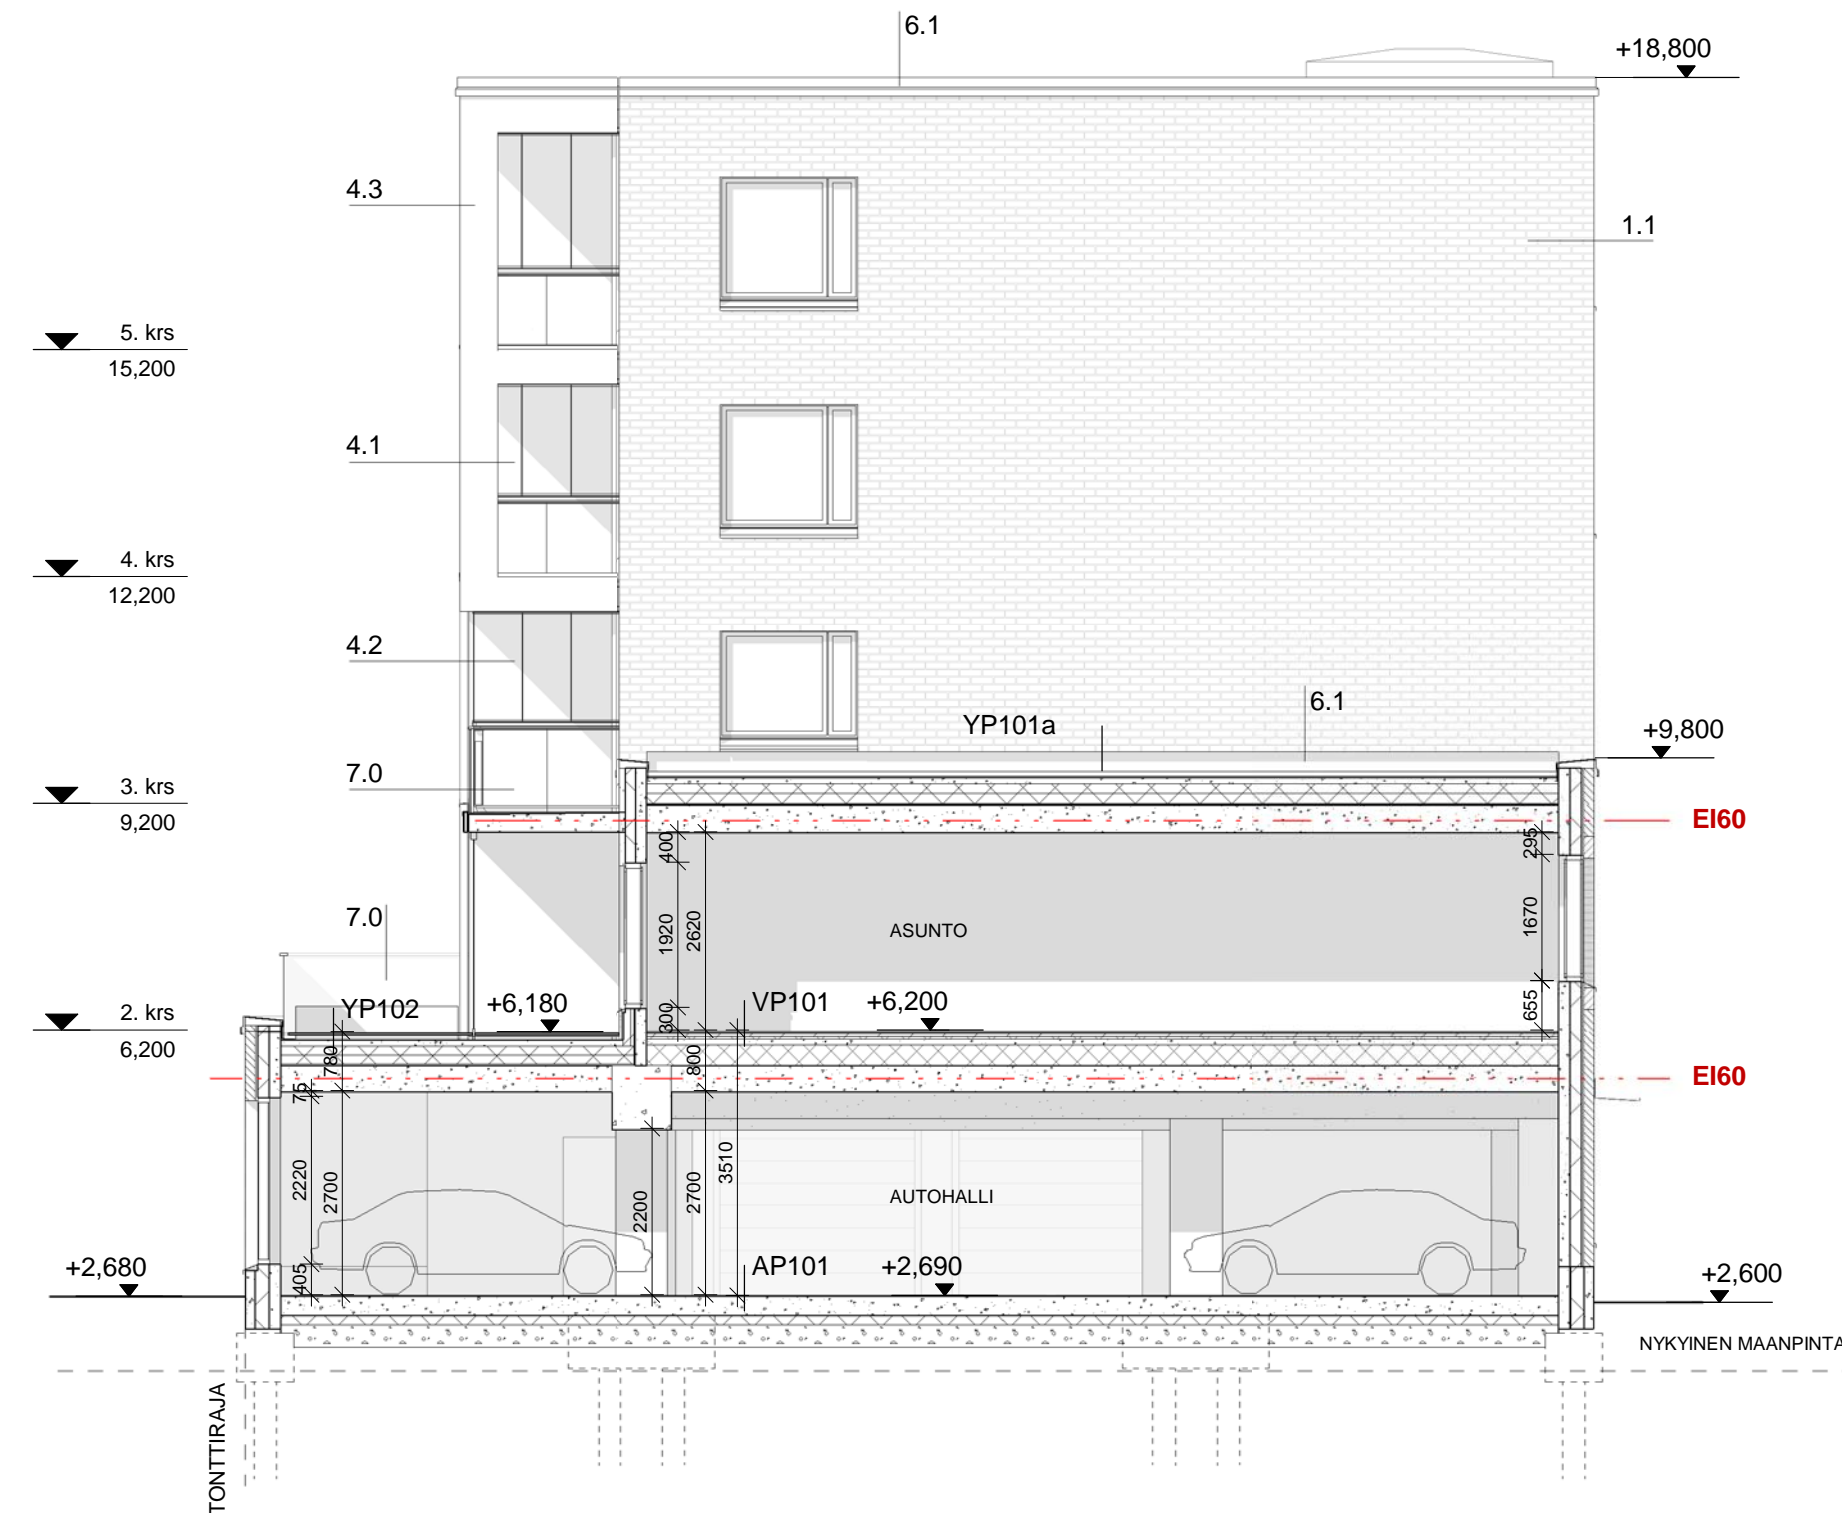 6.1
+18,800
4.3
1.1
5. krs
15,200
4.1
4. krs
12,200
4.2
6.1
YP101a
+9,800
7.0
3. krs
9,200
EI60
400
295
1920
2620
1670
ASUNTO
7.0
YP102
+6,180
VP101
+6,200
300
655
2. krs
6,200
780
800
EI60
75
2220
2700
2200
2700
3510
AUTOHALLI
405
+2,680
AP101
+2,690
+2,600
NYKYINEN MAANPINTA
TONTTIRAJA